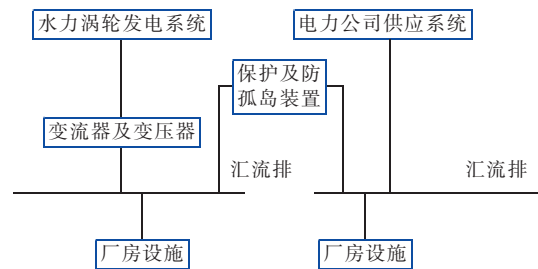 水力涡轮发电系统
电力公司供应系统
保护及防
孤岛装置
变流器及变压器
汇流排
汇流排
厂房设施
厂房设施